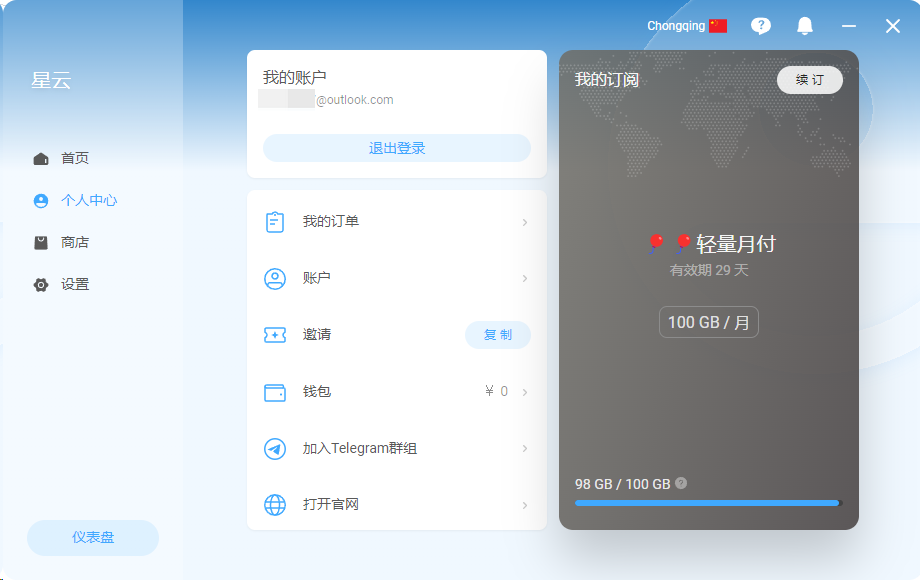 Chongqing
星云
首页
个人中心
商店
设置
仪表盘
我的账户
@outlook.com
退出登录
我的订单
账户
邀请
复制
钱包
¥ 0
加入Telegram群组
打开官网
我的订阅
续订
轻量月付
有效期 29 天
100 GB / 月
98 GB / 100 GB